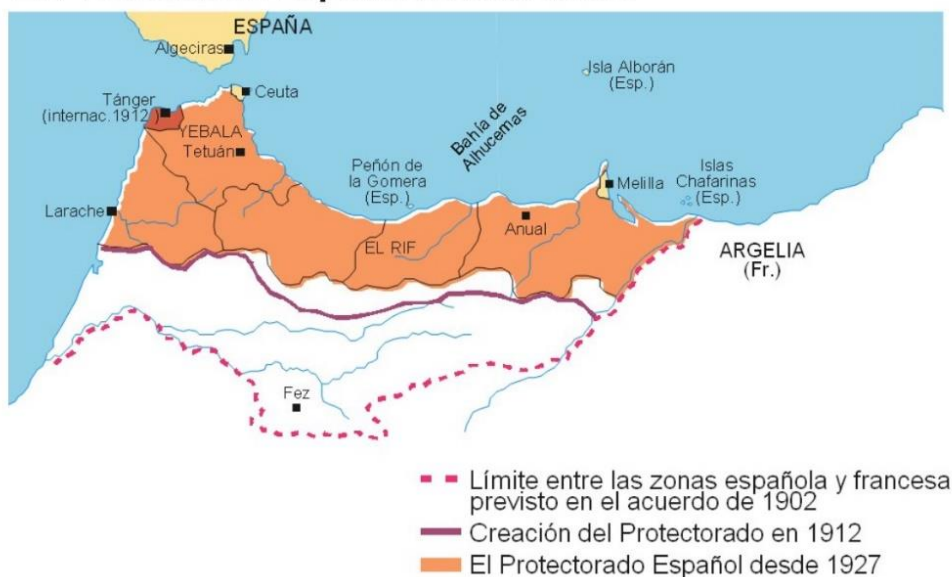 ESPAÑA
Algeciras
Isla Alborán
(Esp.)
Ceuta
Tánger
(internac.1912 )
YEBALA
Tetuán
Bahía de
Alhucemas
Peñón de
la Gomera
(Esp.)
Melilla
Islas
Chafarinas
(Esp.)
Larache
Anual
EL RIF
ARGELIA
(Fr.)
Fez
Límite entre las zonas española y francesa
previsto en el acuerdo de 1902
Creación del Protectorado en 1912
El Protectorado Español desde 1927